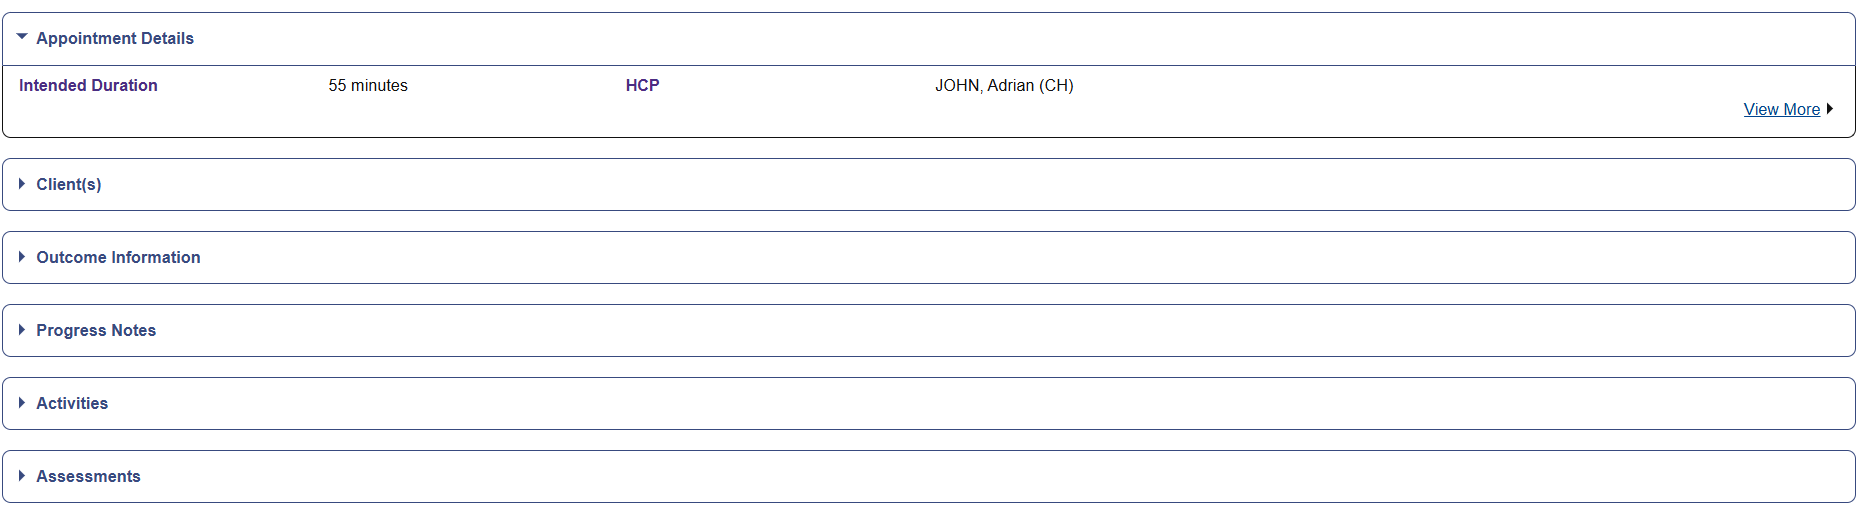 Appointment Details
Intended Duration 55 minutes HCP JOHN, Adrian (CH)
View More
Client(s)
Outcome Information
Progress Notes
Activities
Assessments